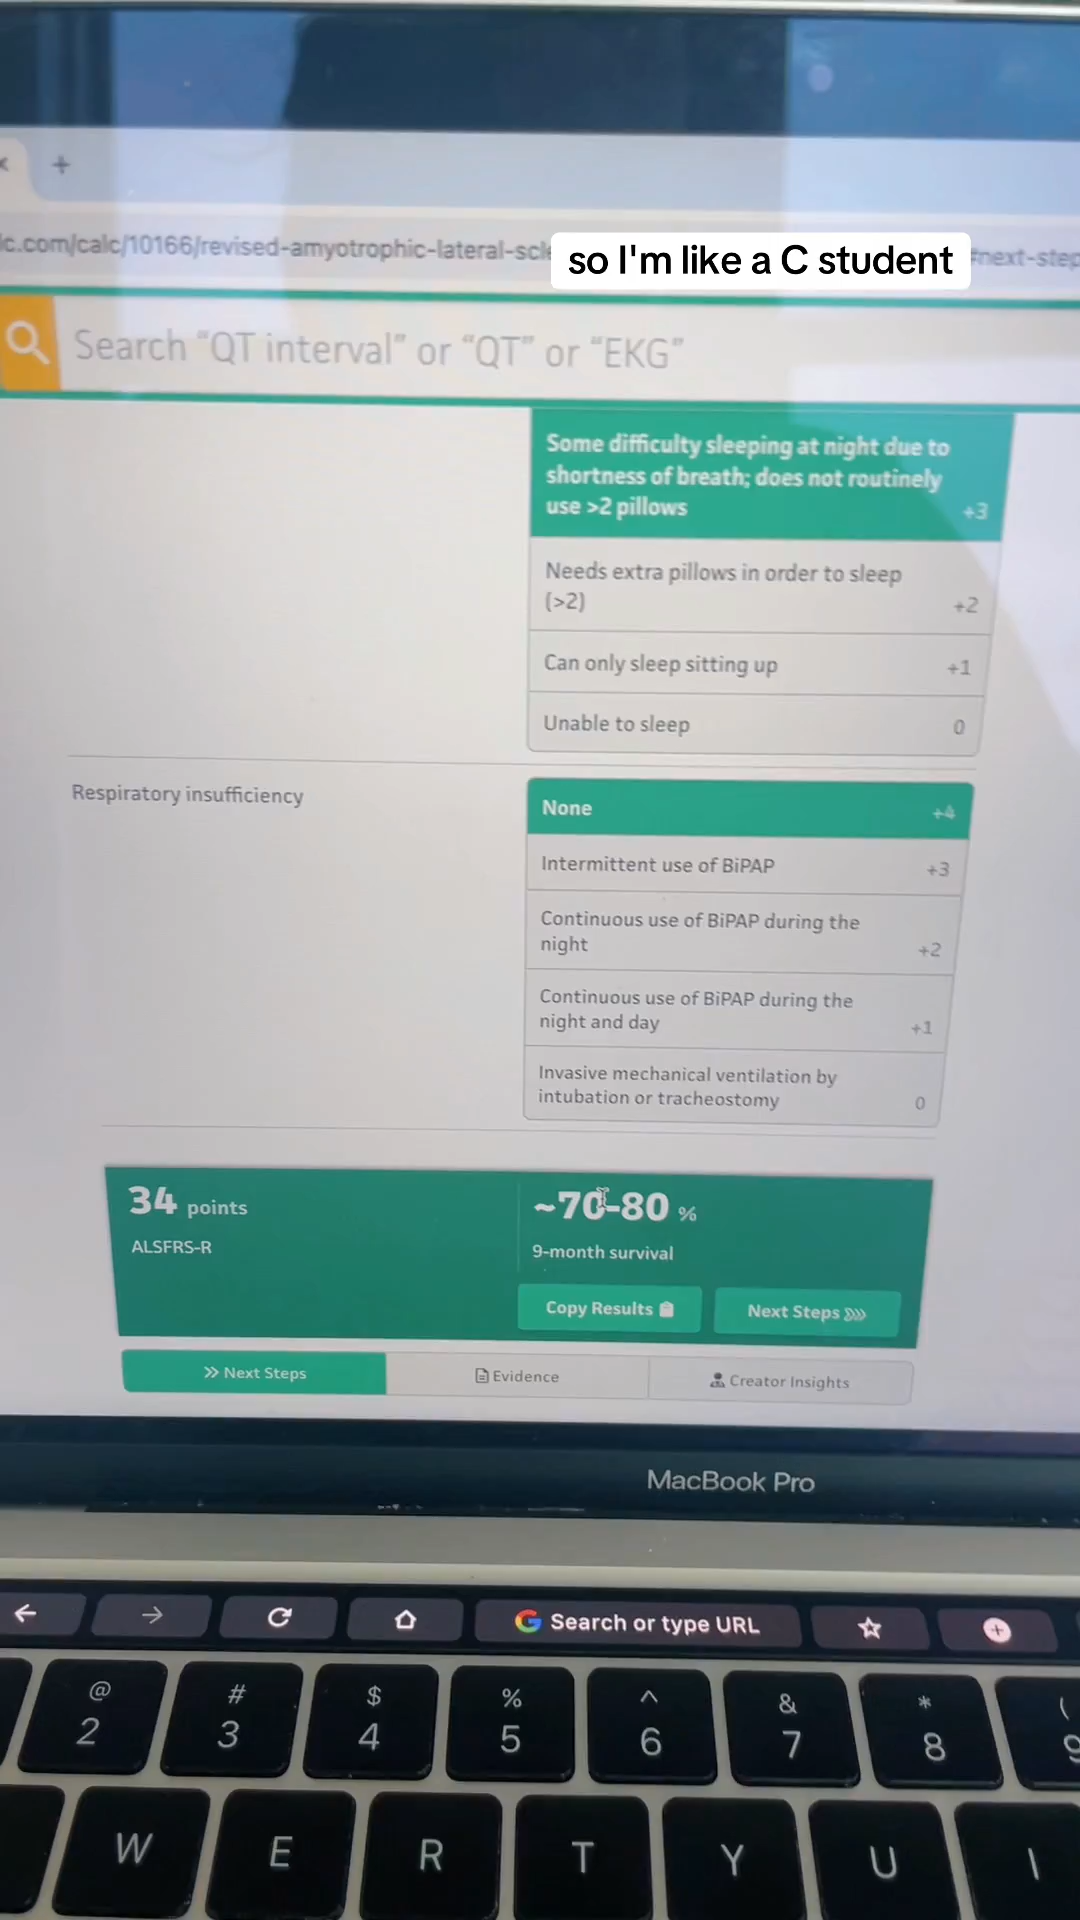 +
lc.com/calc/10166/revised-amyotrophic-lateral-scle
so I'm like a C student
#next-step
Search “QT interval” or “QT” or “EKG”
Some difficulty sleeping at night due to
shortness of breath; does not routinely
use >2 pillows
+3
Needs extra pillows in order to sleep
(>2)
+2
Can only sleep sitting up
+1
Unable to sleep
0
Respiratory insufficiency
None
+4
Intermittent use of BiPAP
+3
Continuous use of BiPAP during the
night
+2
Continuous use of BiPAP during the
night and day
+1
Invasive mechanical ventilation by
intubation or tracheostomy
0
34 points
ALSFRS-R
~70-80 %
9-month survival
Copy Results
Next Steps
Next Steps
Evidence
Creator Insights
MacBook Pro
Search or type URL
@ # $ % ^ & * (
2 3 4 5 6 7 8 9
W E R T Y U I